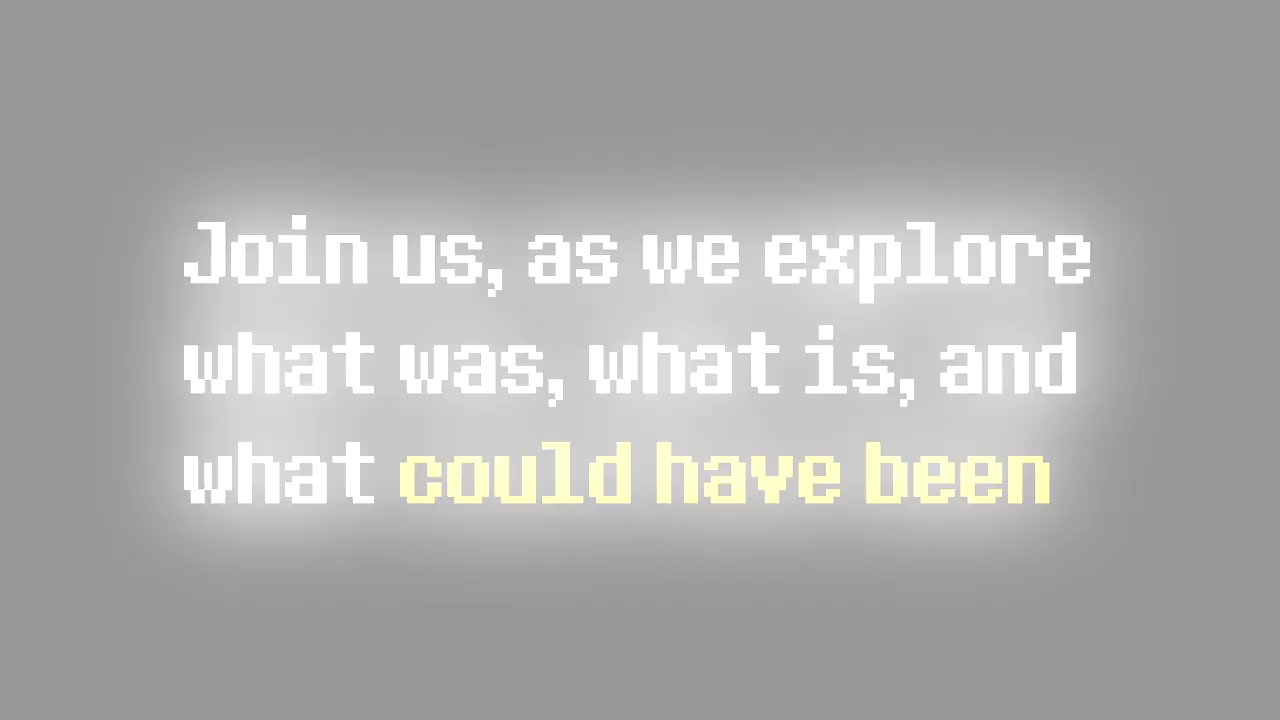 Join us, as we explore
what was, what is, and
what could have been